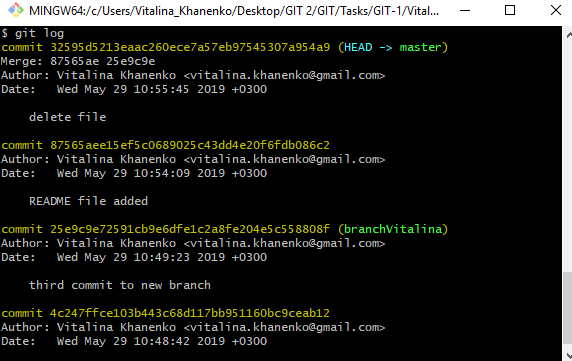 MINGW64:/c/Users/Vitalina_Khanenko/Desktop/GIT 2/GIT/Tasks/GIT-1/Vital...
$ git log
commit 32595d5213eaac260ece7a57eb97545307a954a9 (HEAD -> master)
Merge: 87565ae 25e9c9e
Author: Vitalina Khanenko <vitalina.khanenko@gmail.com>
Date:   Wed May 29 10:55:45 2019 +0300
delete file
commit 87565aee15ef5c0689025c43dd4e20f6fdb086c2
Author: Vitalina Khanenko <vitalina.khanenko@gmail.com>
Date:   Wed May 29 10:54:09 2019 +0300
README file added
commit 25e9c9e72591cb9e6dfe1c2a8fe204e5c558808f (branchVitalina)
Author: Vitalina Khanenko <vitalina.khanenko@gmail.com>
Date:   Wed May 29 10:49:23 2019 +0300
third commit to new branch
commit 4c247ffce103b443c68d117bb951160bc9ceab12
Author: Vitalina Khanenko <vitalina.khanenko@gmail.com>
Date:   Wed May 29 10:48:42 2019 +0300